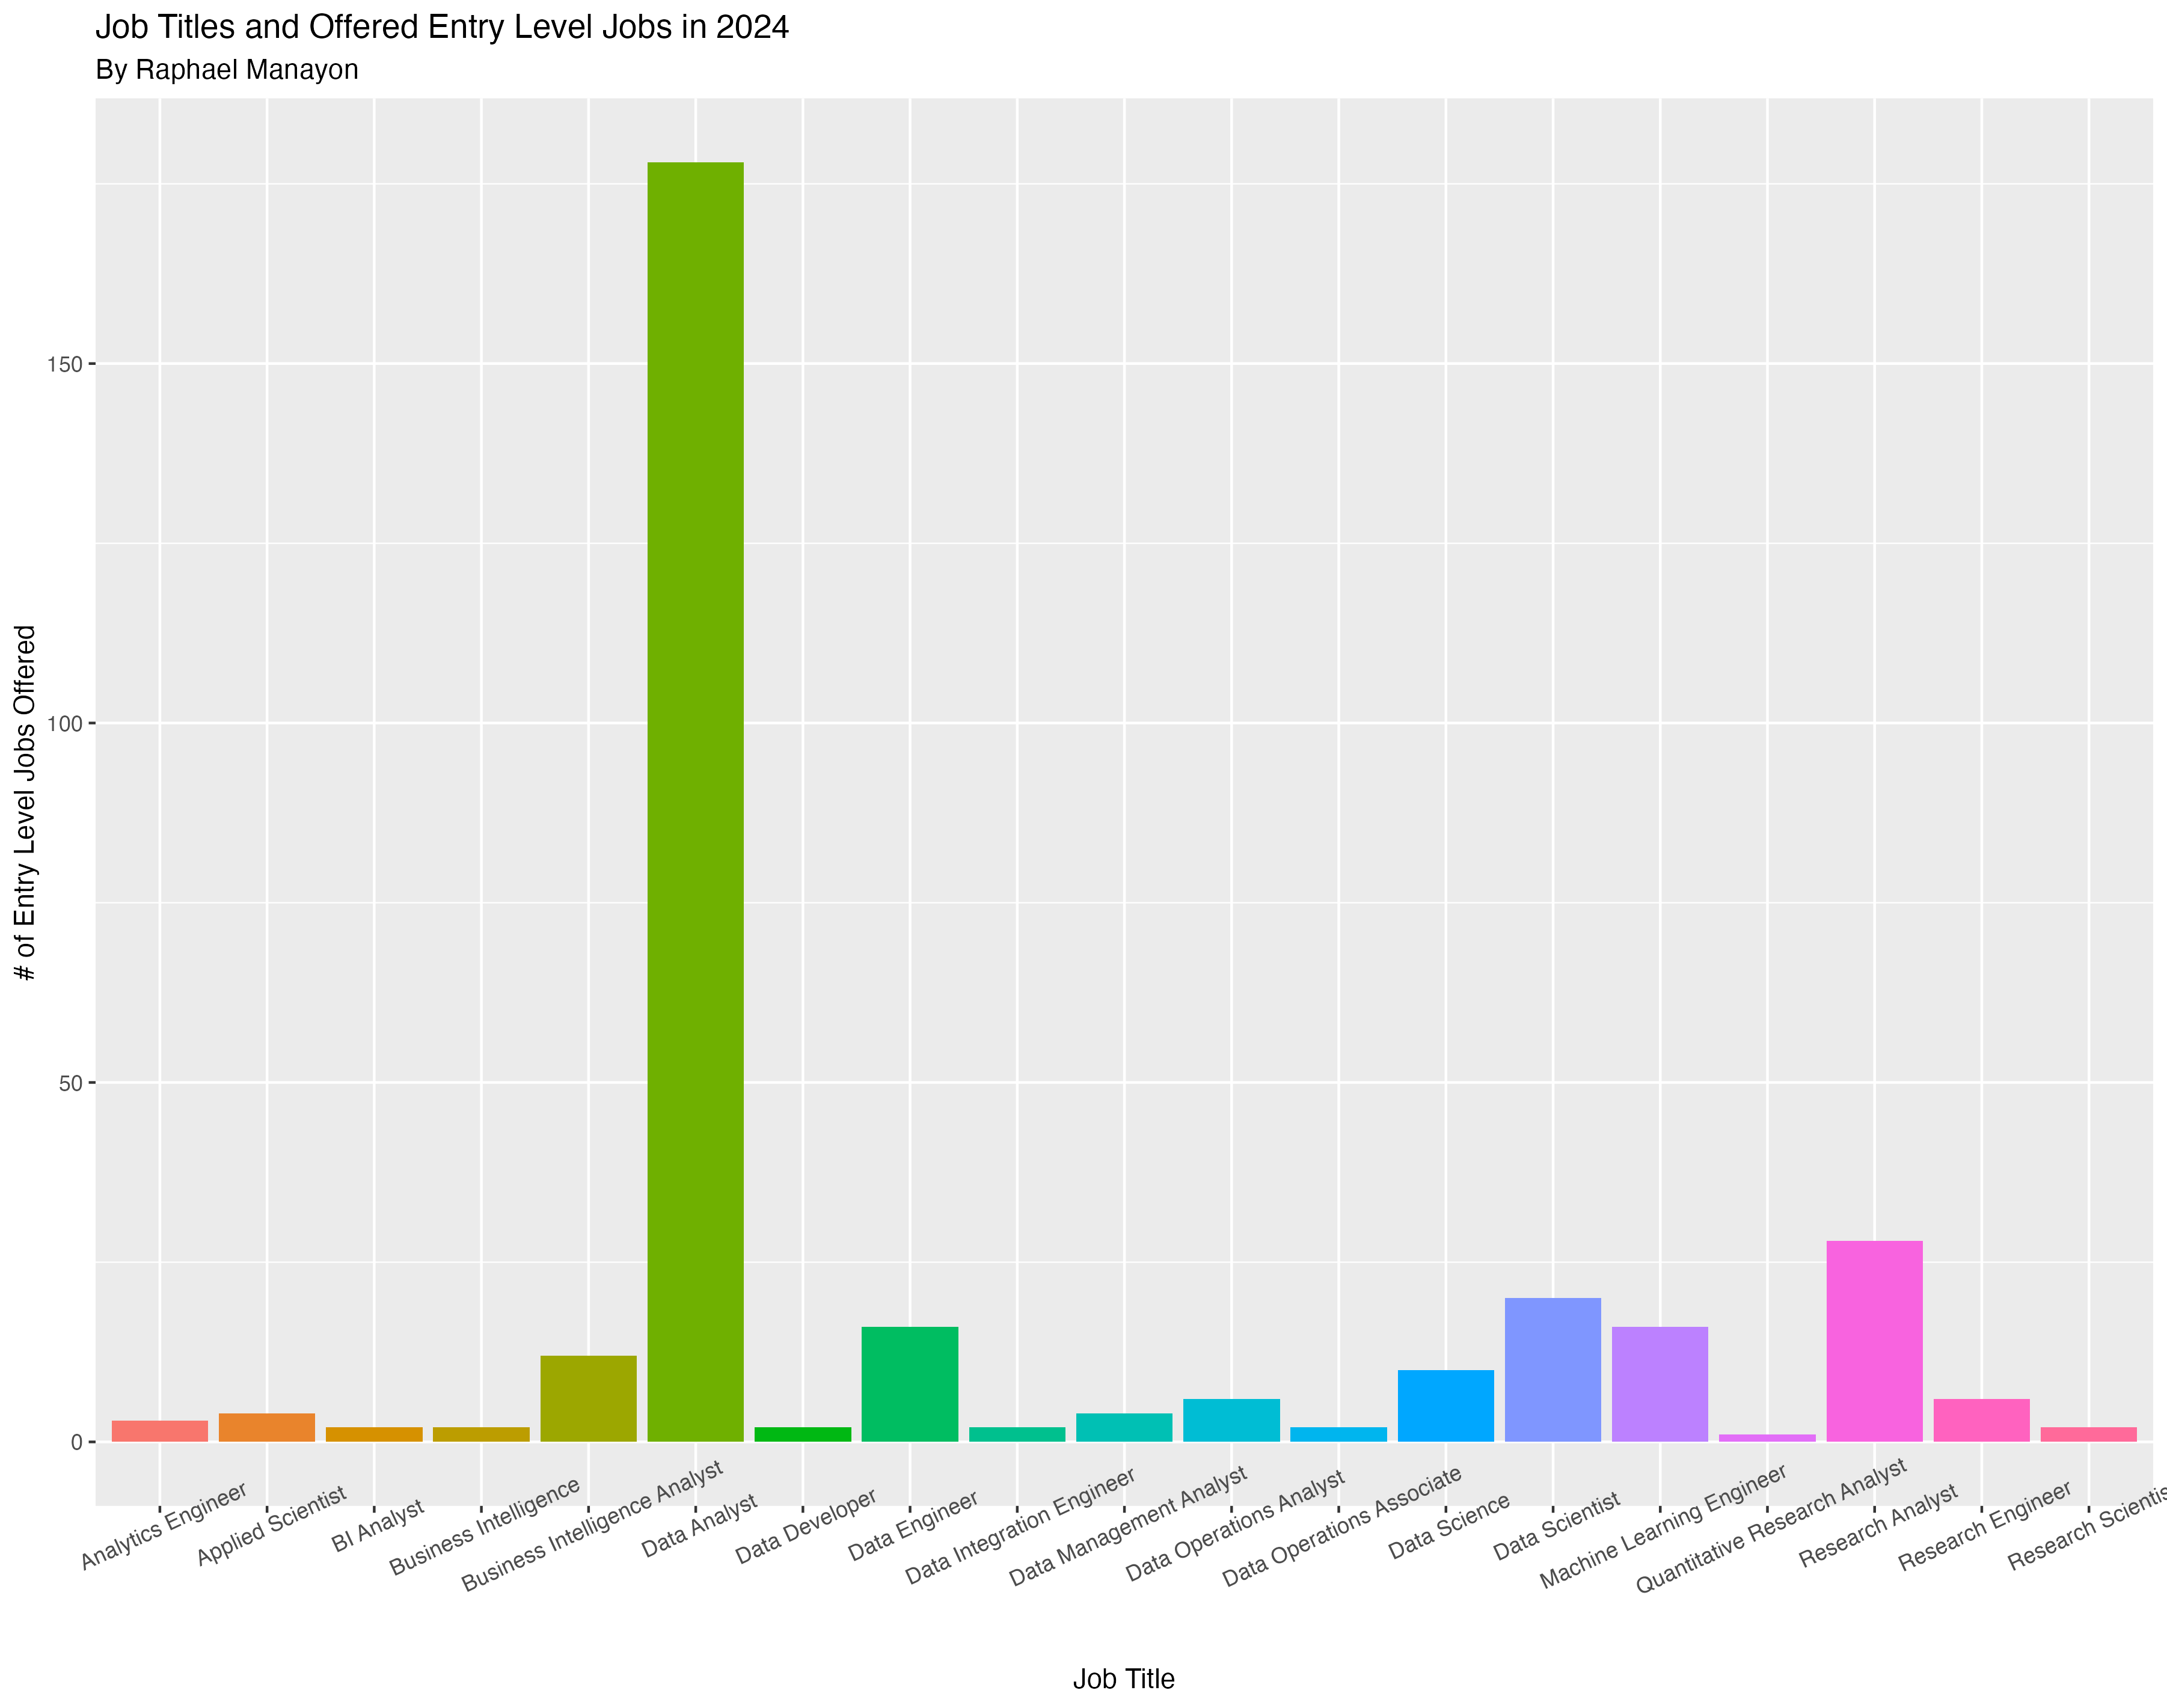 Job Titles and Offered Entry Level Jobs in 2024
By Raphael Manayon
# of Entry Level Jobs Offered
150
100
50
0
Analytics Engineer
Applied Scientist
BI Analyst
Business Intelligence
Business Intelligence Analyst
Data Analyst
Data Developer
Data Engineer
Data Integration Engineer
Data Management Analyst
Data Operations Analyst
Data Operations Associate
Data Science
Data Scientist
Machine Learning Engineer
Quantitative Research Analyst
Research Analyst
Research Engineer
Research Scientis
Job Title